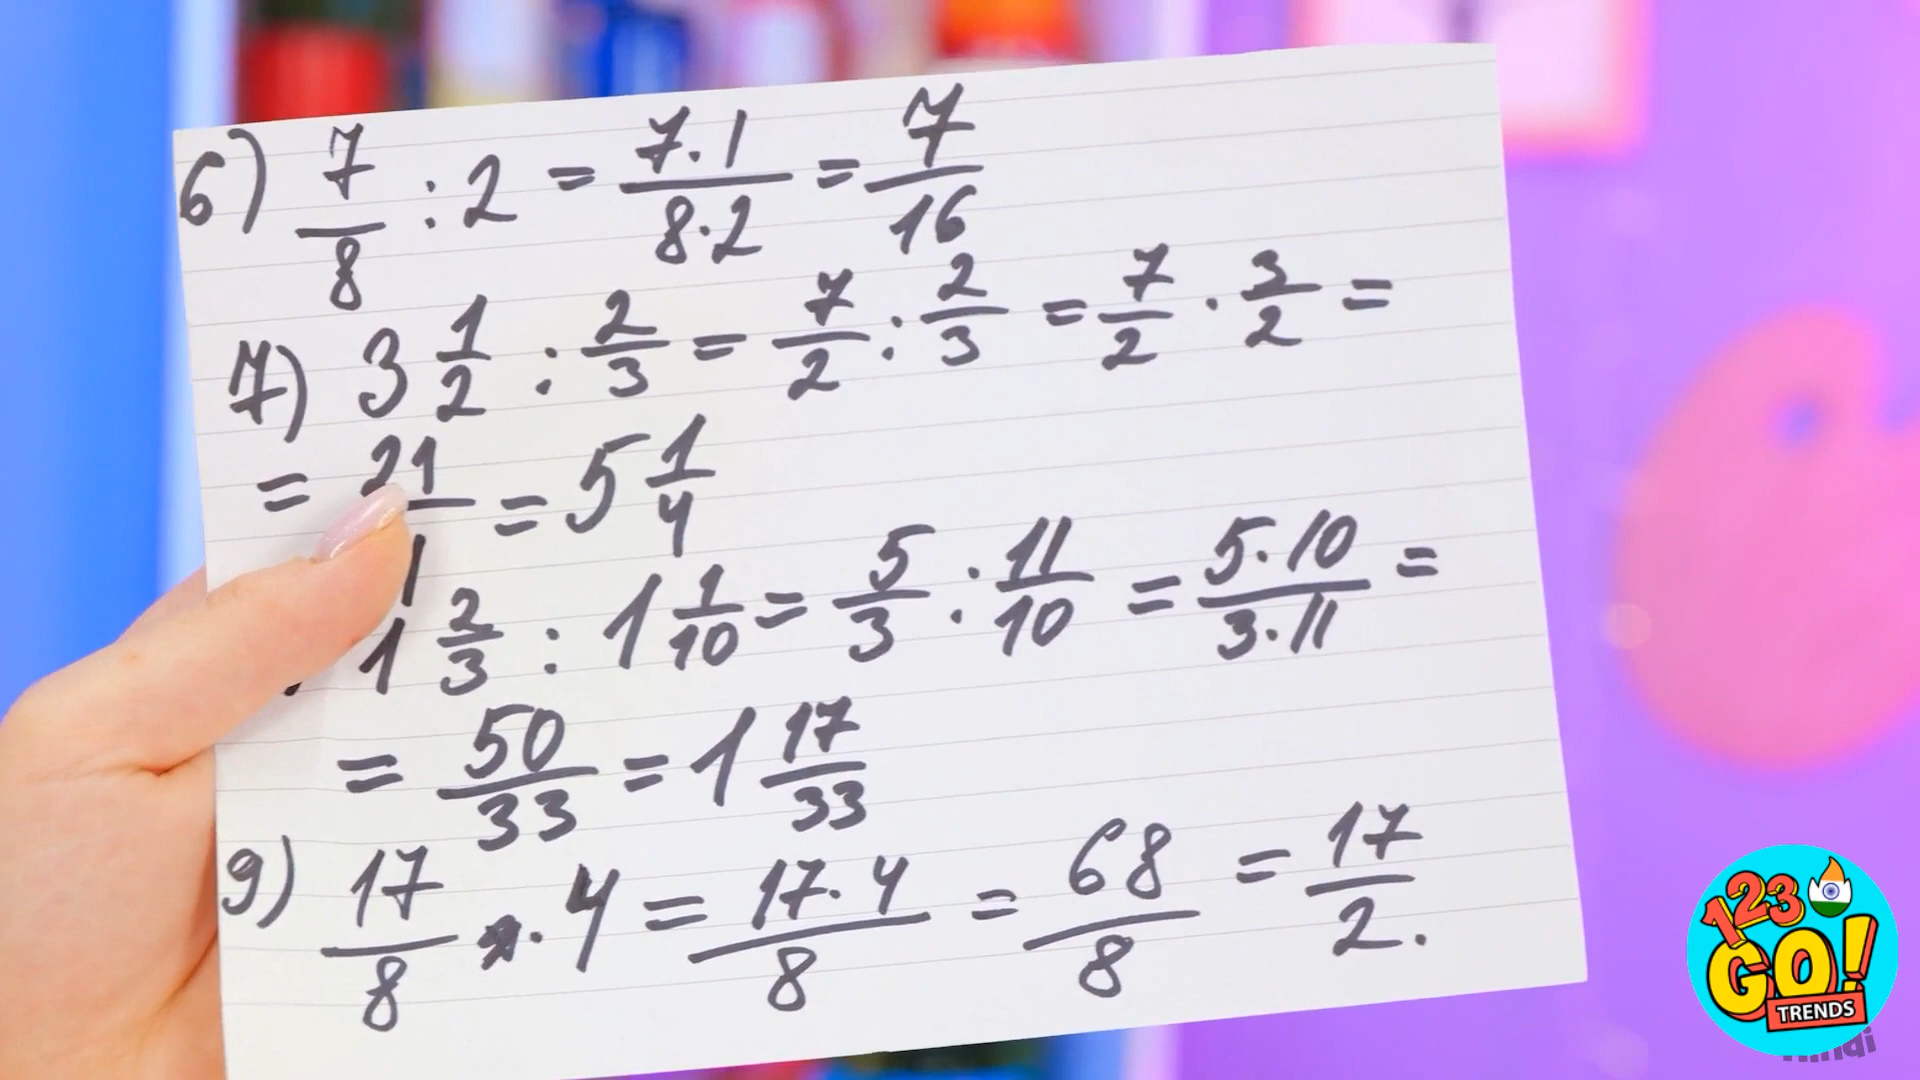 6) 7/8 : 2 = 7·1/8·2 = 7/16
7) 3 1/2 : 2/3 = 7/2 : 2/3 = 7/2 · 3/2 =
= 21/ = 5 1/4
1 2/3 : 1 1/10 = 5/3 : 11/10 = 5·10/3·11 =
= 50/33 = 1 17/33
9) 17/8 · 4 = 17·4/8 = 68/8 = 17/2.
123
GO!
TRENDS
Hindi